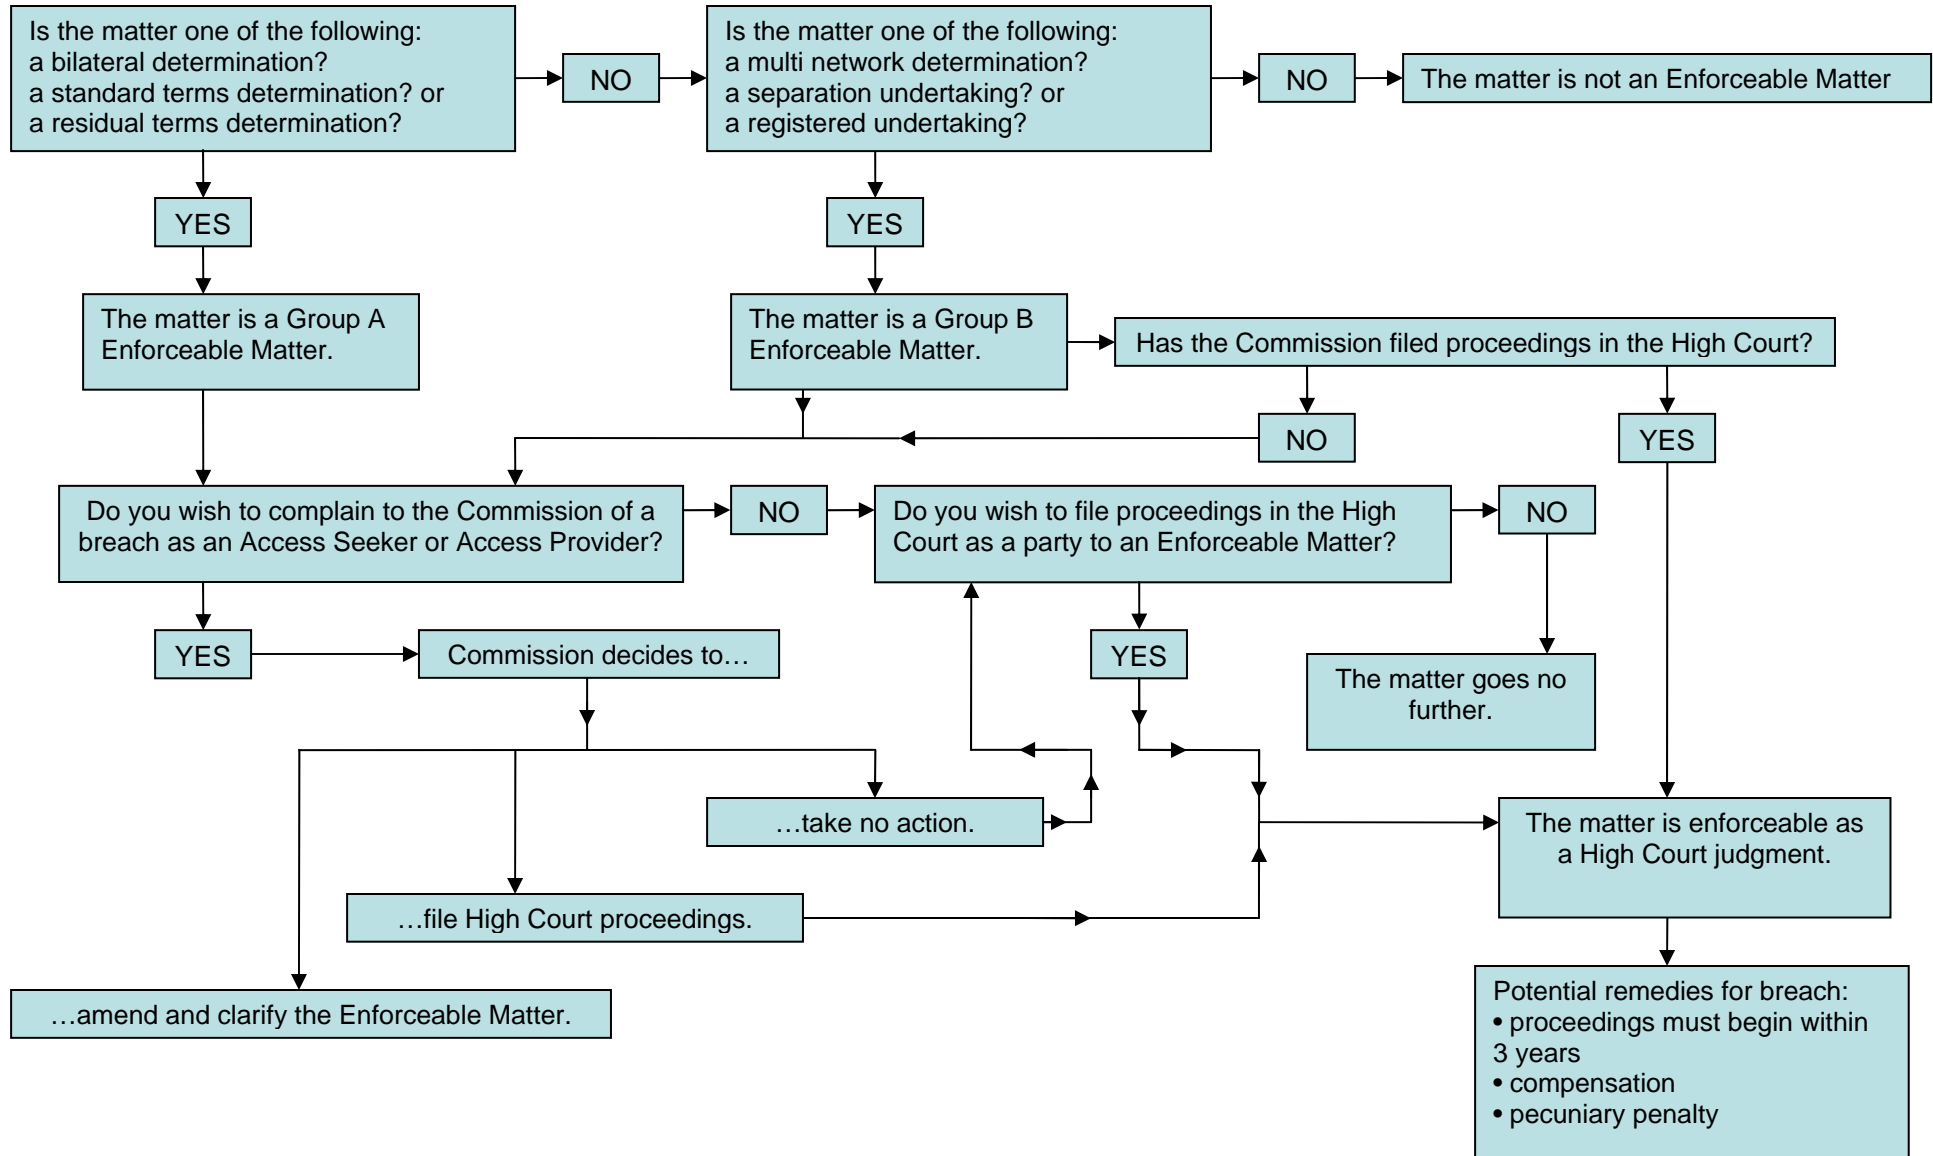 Is the matter one of the following:
a bilateral determination?
a standard terms determination? or
a residual terms determination?
NO
Is the matter one of the following:
a multi network determination?
a separation undertaking? or
a registered undertaking?
NO
The matter is not an Enforceable Matter
YES
YES
The matter is a Group A
Enforceable Matter.
The matter is a Group B
Enforceable Matter.
Has the Commission filed proceedings in the High Court?
NO
YES
Do you wish to complain to the Commission of a
breach as an Access Seeker or Access Provider?
NO
Do you wish to file proceedings in the High
Court as a party to an Enforceable Matter?
NO
YES
Commission decides to…
YES
The matter goes no
further.
…take no action.
The matter is enforceable as
a High Court judgment.
…file High Court proceedings.
…amend and clarify the Enforceable Matter.
Potential remedies for breach:
• proceedings must begin within
3 years
• compensation
• pecuniary penalty